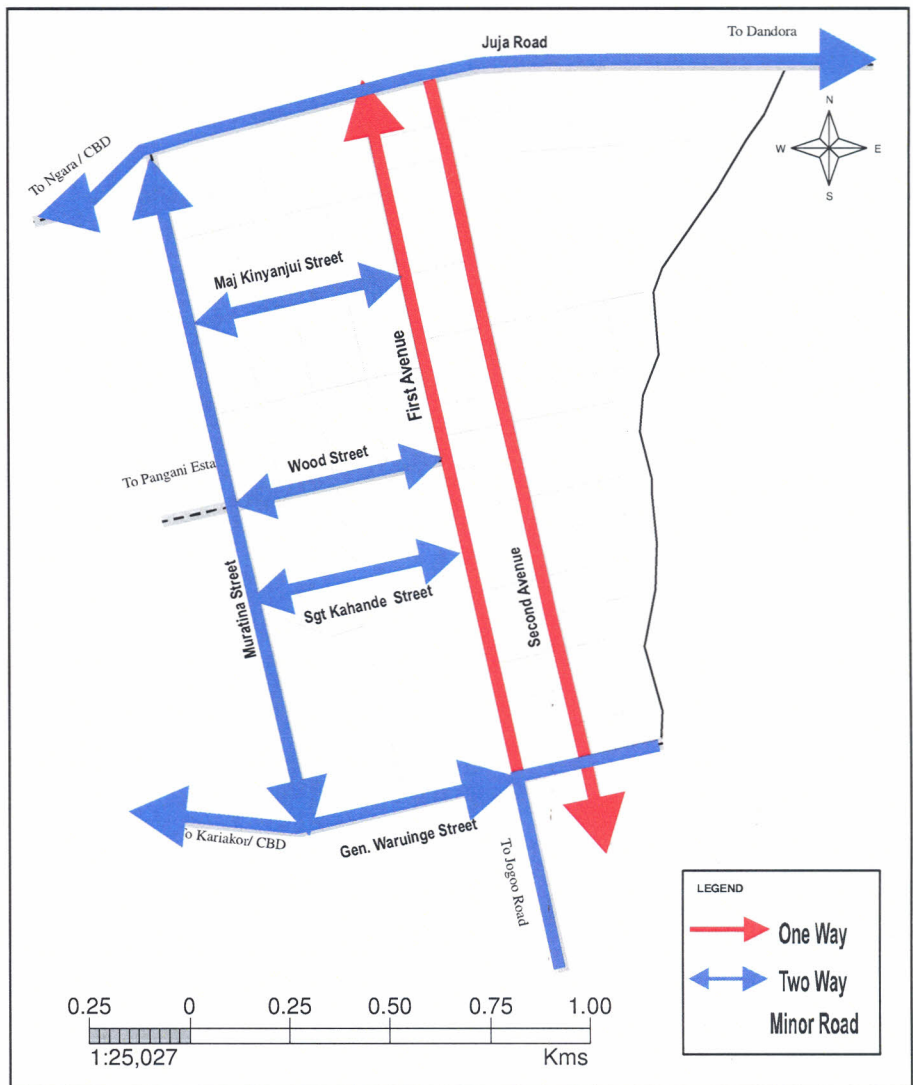 To Dandora
Juja Road
N
W E
S
To Ngara / CBD
Maj Kinyanjui Street
First Avenue
Wood Street
To Pangani Esta
Sgt Kahande Street
Muratina Street
Second Avenue
To Kariakor/ CBD
Gen. Waruinge Street
To Jogoo Road
LEGEND
One Way
Two Way
Minor Road
0.25 0 0.25 0.50 0.75 1.00
1:25,027 Kms